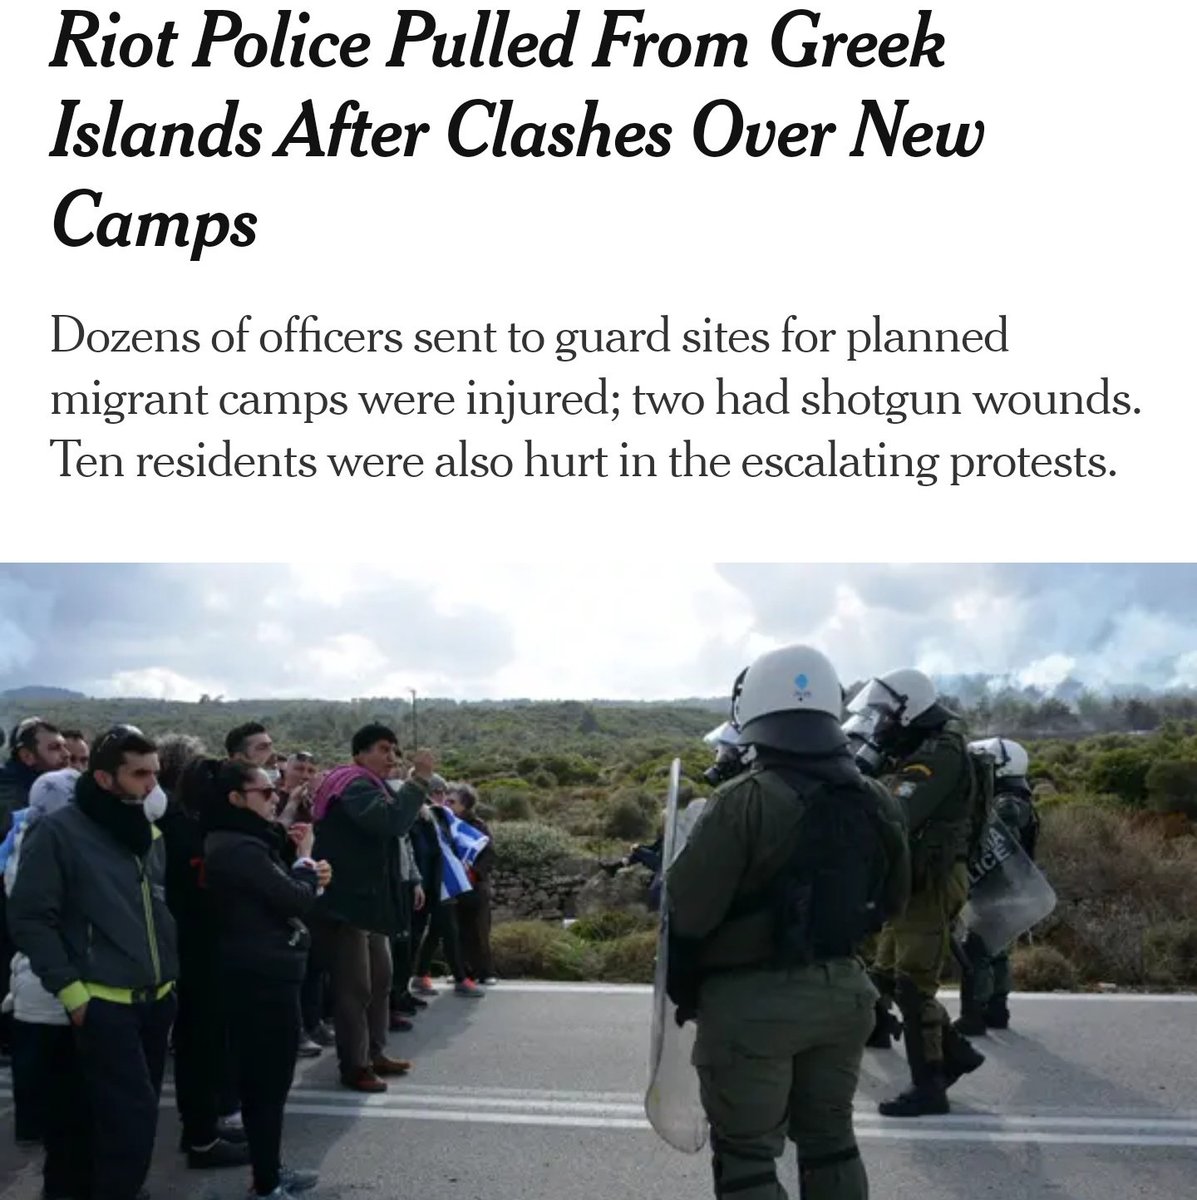 Riot Police Pulled From Greek
Islands After Clashes Over New
Camps
Dozens of officers sent to guard sites for planned
migrant camps were injured; two had shotgun wounds.
Ten residents were also hurt in the escalating protests.